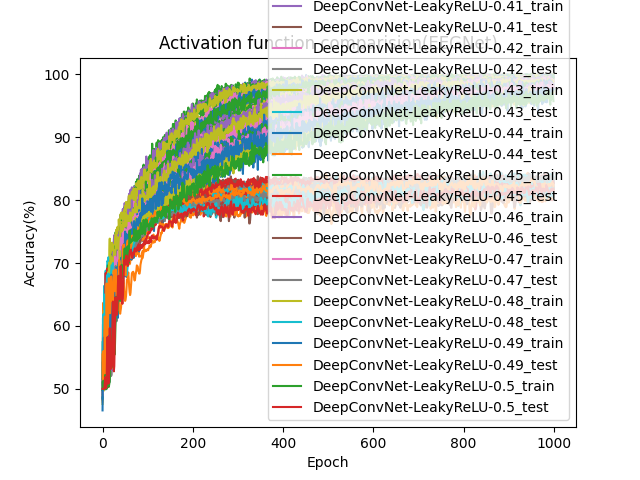 DeepConvNet-LeakyReLU-0.41_train
DeepConvNet-LeakyReLU-0.41_test
Activation function comparision(EEGNet)
DeepConvNet-LeakyReLU-0.42_train
DeepConvNet-LeakyReLU-0.42_test
DeepConvNet-LeakyReLU-0.43_train
DeepConvNet-LeakyReLU-0.43_test
DeepConvNet-LeakyReLU-0.44_train
DeepConvNet-LeakyReLU-0.44_test
DeepConvNet-LeakyReLU-0.45_train
DeepConvNet-LeakyReLU-0.45_test
DeepConvNet-LeakyReLU-0.46_train
DeepConvNet-LeakyReLU-0.46_test
DeepConvNet-LeakyReLU-0.47_train
DeepConvNet-LeakyReLU-0.47_test
DeepConvNet-LeakyReLU-0.48_train
DeepConvNet-LeakyReLU-0.48_test
DeepConvNet-LeakyReLU-0.49_train
DeepConvNet-LeakyReLU-0.49_test
DeepConvNet-LeakyReLU-0.5_train
DeepConvNet-LeakyReLU-0.5_test
100
90
80
70
60
50
Accuracy(%)
0 200 400 600 800 1000
Epoch